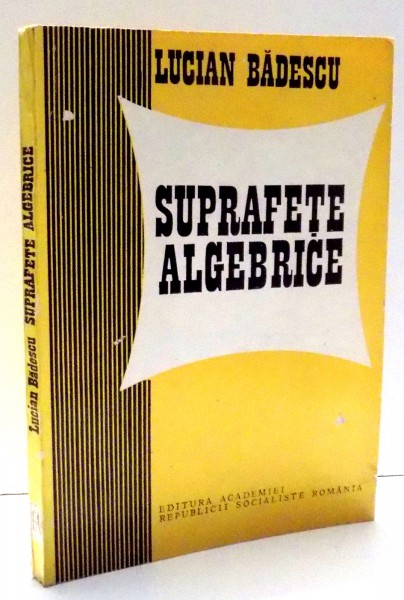 LUCIAN BĂDESCU
SUPRAFEȚE
ALGEBRICE
EDITURA ACADEMIEI
REPUBLICII SOCIALISTE ROMÂNIA
Lucian Bădescu SUPRAFEȚE ALGEBRICE